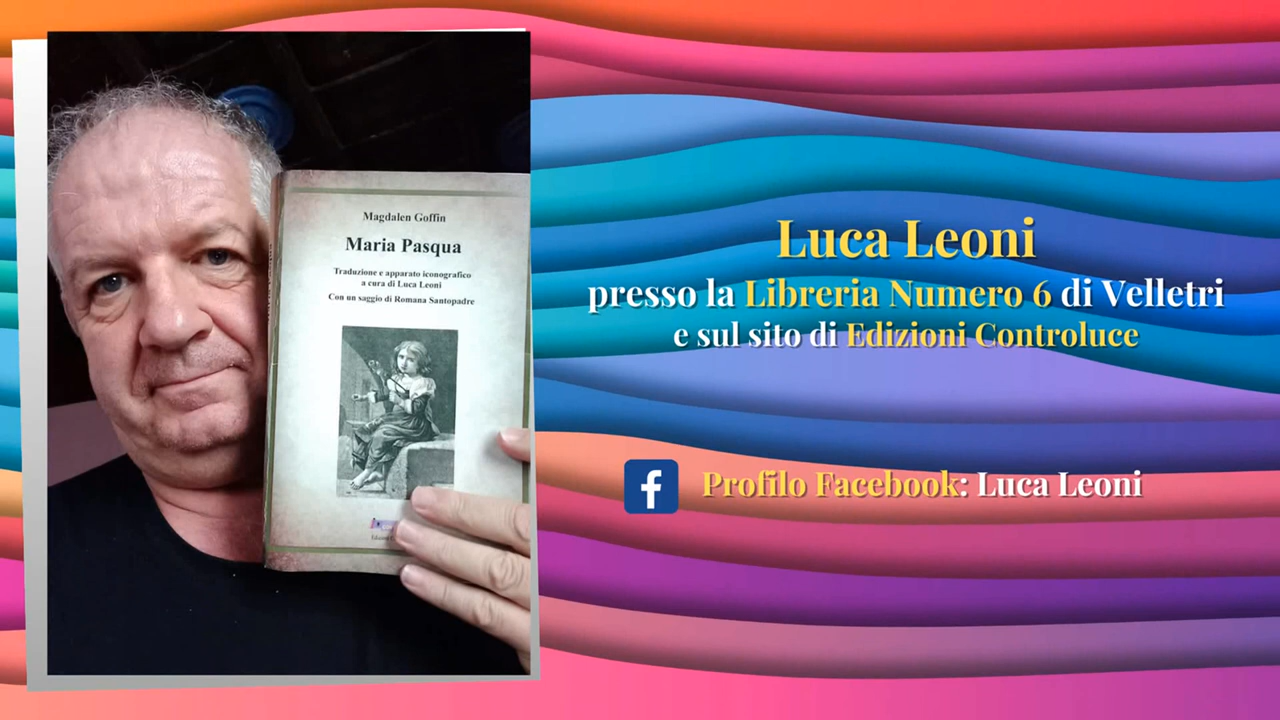 Magdalen Goffin
Maria Pasqua
Traduzione e apparato iconografico
a cura di Luca Leoni
Con un saggio di Romana Santopadre
Luca Leoni
presso la Libreria Numero 6 di Velletri
e sul sito di Edizioni Controluce
Profilo Facebook: Luca Leoni